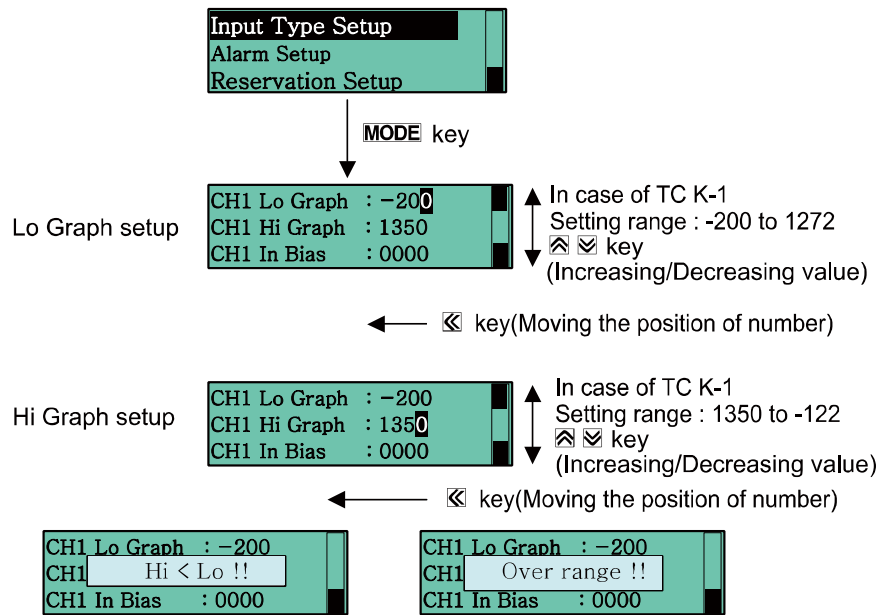 Input Type Setup
Alarm Setup
Reservation Setup
MODE key
Lo Graph setup
CH1 Lo Graph : -200
CH1 Hi Graph : 1350
CH1 In Bias : 0000
In case of TC K-1
Setting range : -200 to 1272
key
(Increasing/Decreasing value)
key(Moving the position of number)
Hi Graph setup
CH1 Lo Graph : -200
CH1 Hi Graph : 1350
CH1 In Bias : 0000
In case of TC K-1
Setting range : 1350 to -122
key
(Increasing/Decreasing value)
key(Moving the position of number)
CH1 Lo Graph : -200
CH1 Hi < Lo !!
CH1 In Bias : 0000
CH1 Lo Graph : -200
CH1 Over range !!
CH1 In Bias : 0000